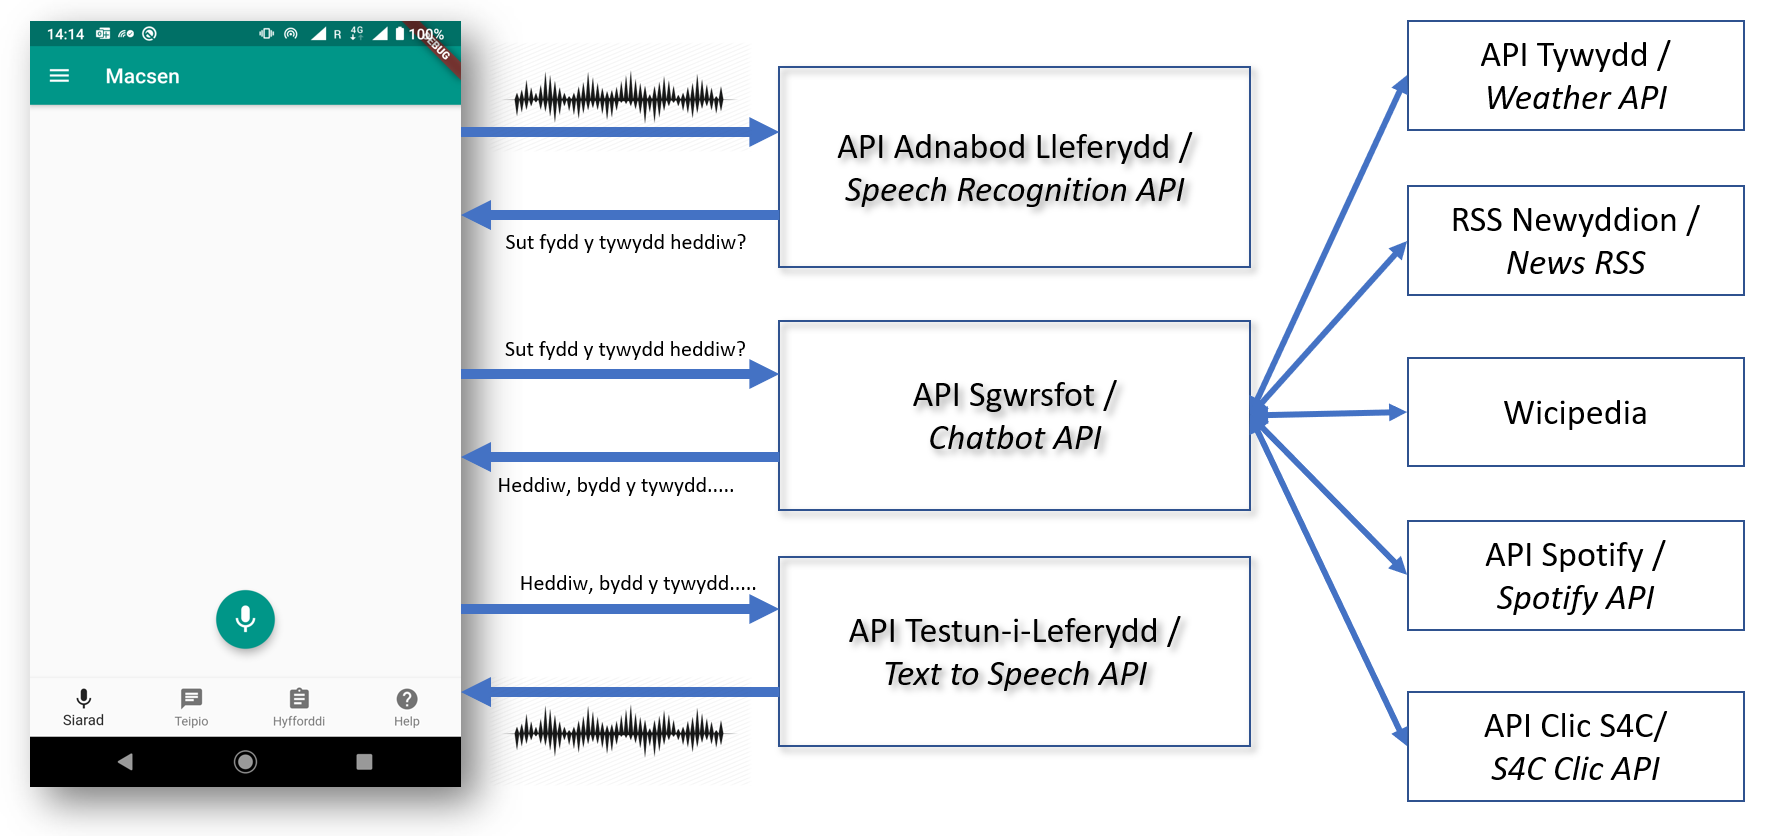 14:14
R
4G
100%
DEBUG
Macsen
Siarad
Teipio
Hyfforddi
Help
Sut fydd y tywydd heddiw?
Sut fydd y tywydd heddiw?
Heddiw, bydd y tywydd.....
Heddiw, bydd y tywydd.....
API Adnabod Lleferydd /
Speech Recognition API
API Sgwrsfot /
Chatbot API
API Testun-i-Leferydd /
Text to Speech API
API Tywydd /
Weather API
RSS Newyddion /
News RSS
Wicipedia
API Spotify /
Spotify API
API Clic S4C/
S4C Clic API